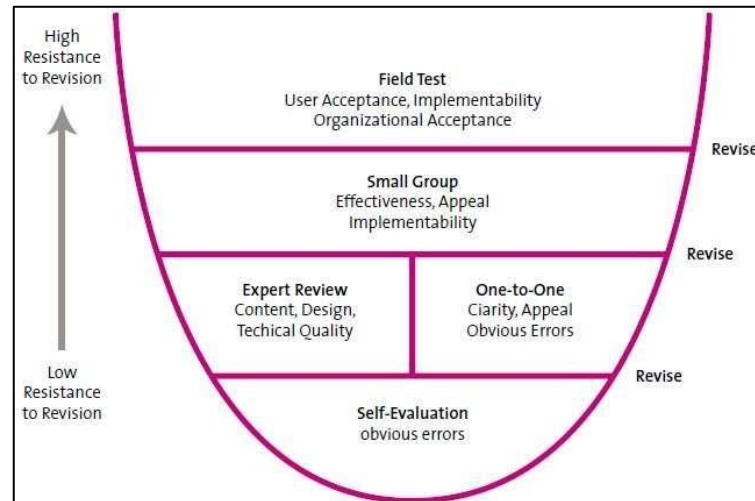 High
Resistance
to Revision
Field Test
User Acceptance, Implementability
Organizational Acceptance
Revise
Small Group
Effectiveness, Appeal
Implementability
Revise
Expert Review
Content, Design,
Techical Quality
One-to-One
Ciarity, Appeal
Obvious Errors
Revise
Low
Resistance
to Revision
Self-Evaluation
obvious errors